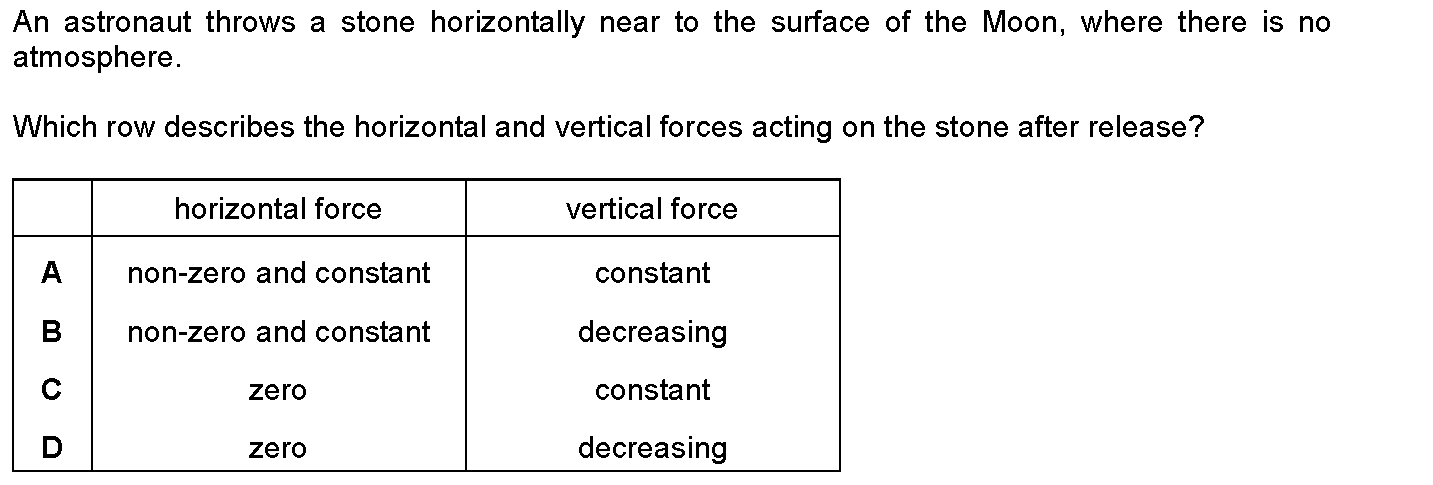 An astronaut throws a stone horizontally near to the surface of the Moon, where there is no
atmosphere.
Which row describes the horizontal and vertical forces acting on the stone after release?
horizontal force vertical force
A non-zero and constant constant
B non-zero and constant decreasing
C zero constant
D zero decreasing